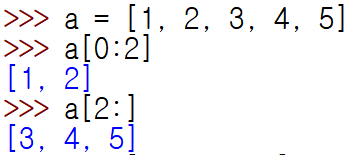 >>> a = [1, 2, 3, 4, 5]
>>> a[0:2]
[1, 2]
>>> a[2:]
[3, 4, 5]